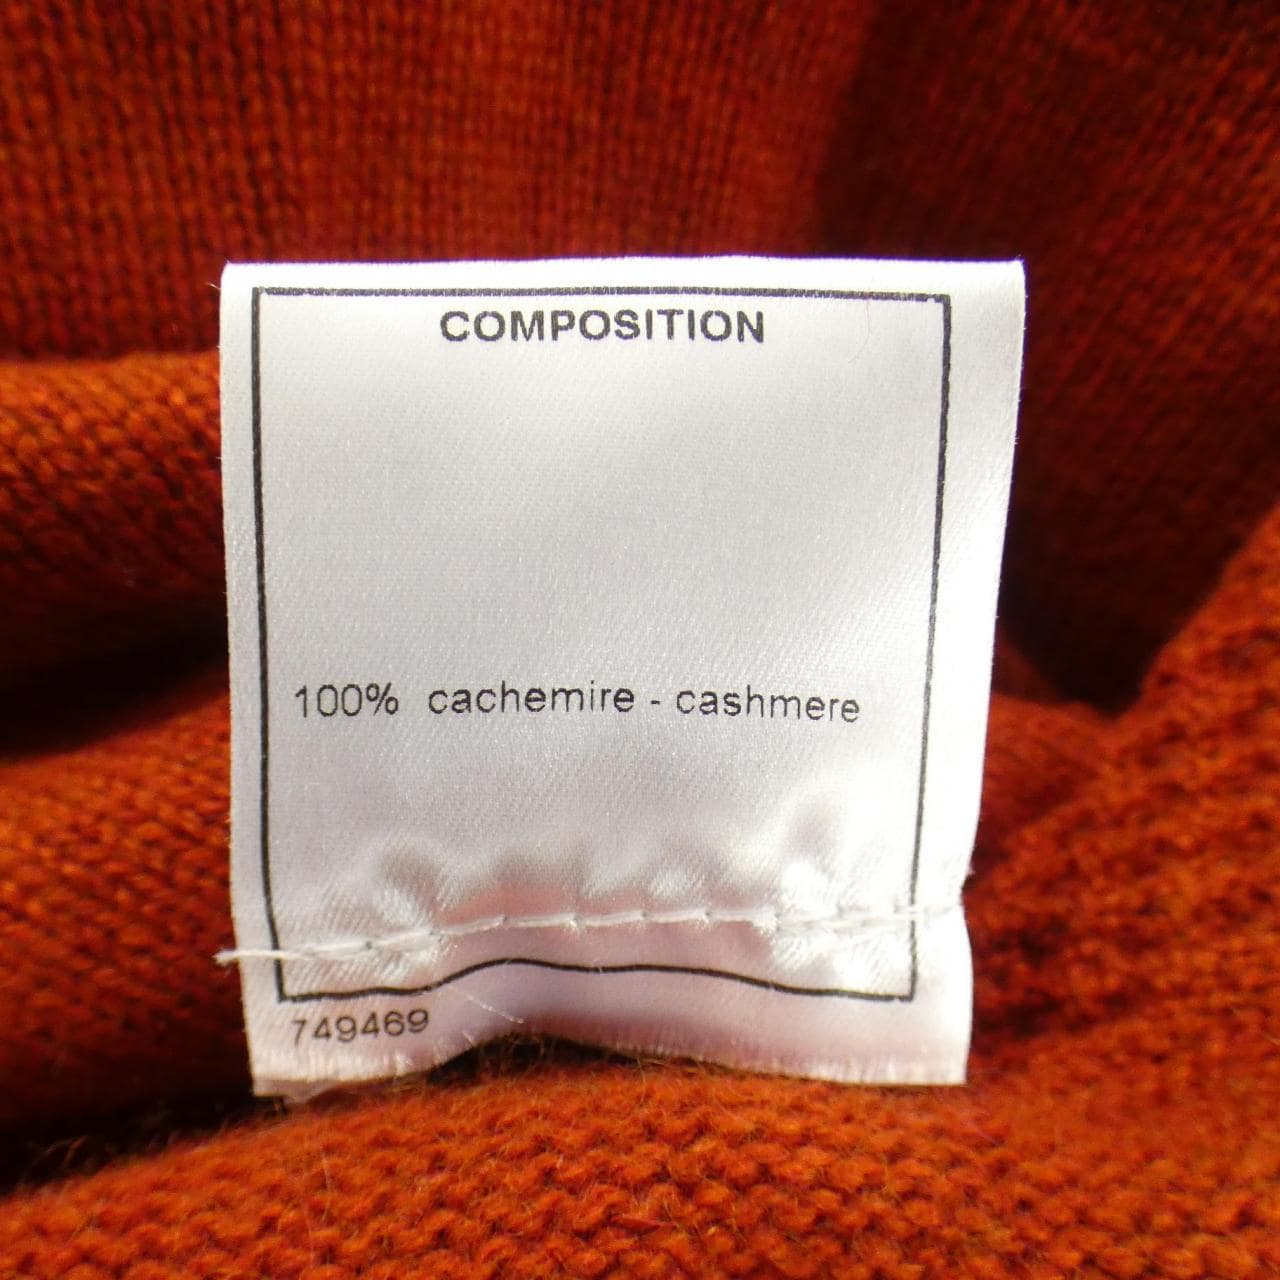 COMPOSITION
100% cachemire - cashmere
749469